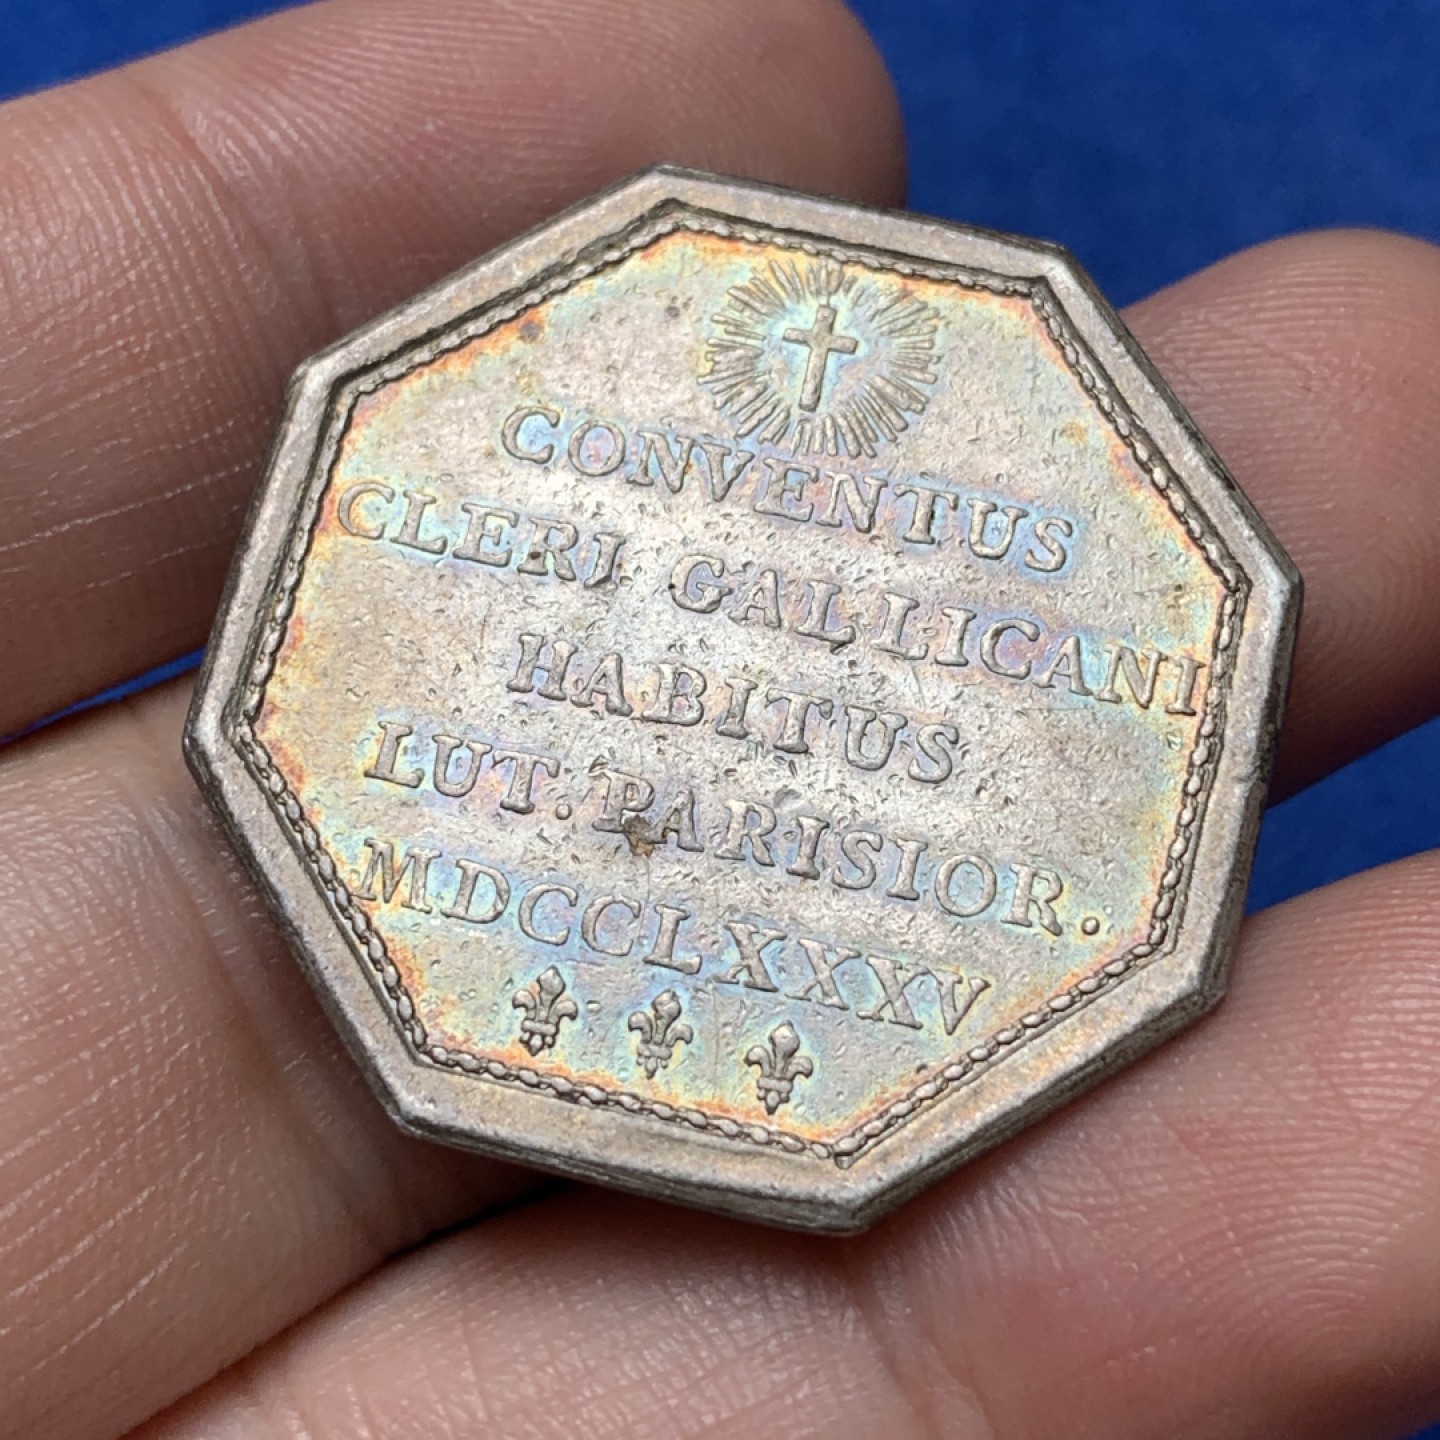 CONVENTUS
CLERI GALLICANI
HABITUS
LUT. PARISIOR.
MDCCLXXXV